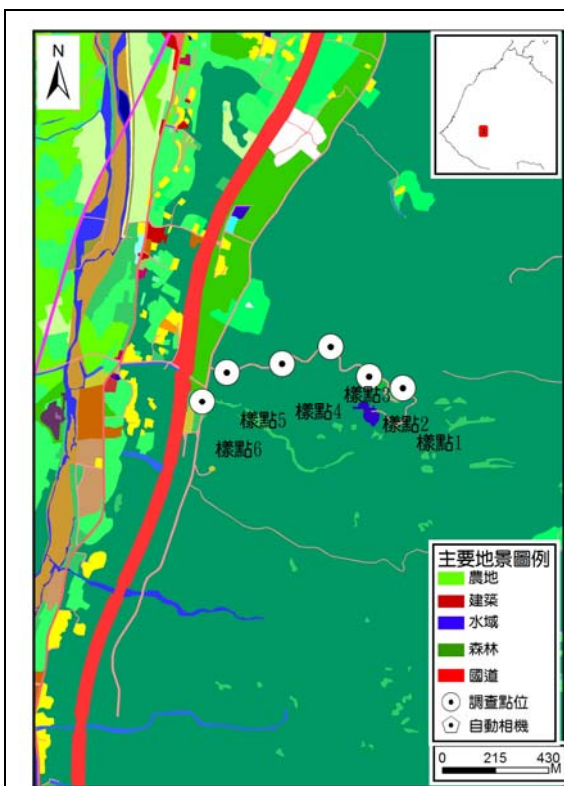 N
樣點3
樣點4
樣點5
樣點2
樣點1
樣點6
主要地景圖例
農地
建築
水域
森林
國道
調查點位
自動相機
0 215 430
M